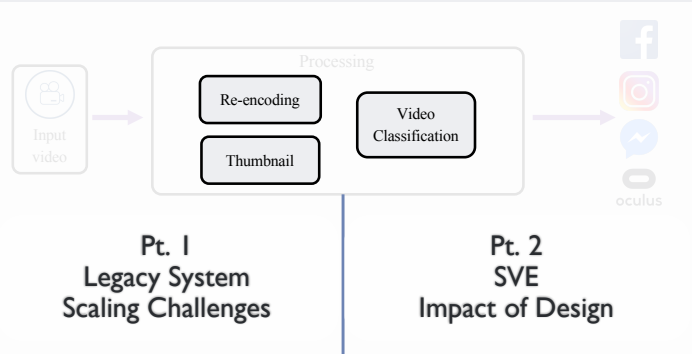 Processing
Re-encoding
Video
Classification
Thumbnail
Input
video
oculus
Pt. 1
Legacy System
Scaling Challenges
Pt. 2
SVE
Impact of Design